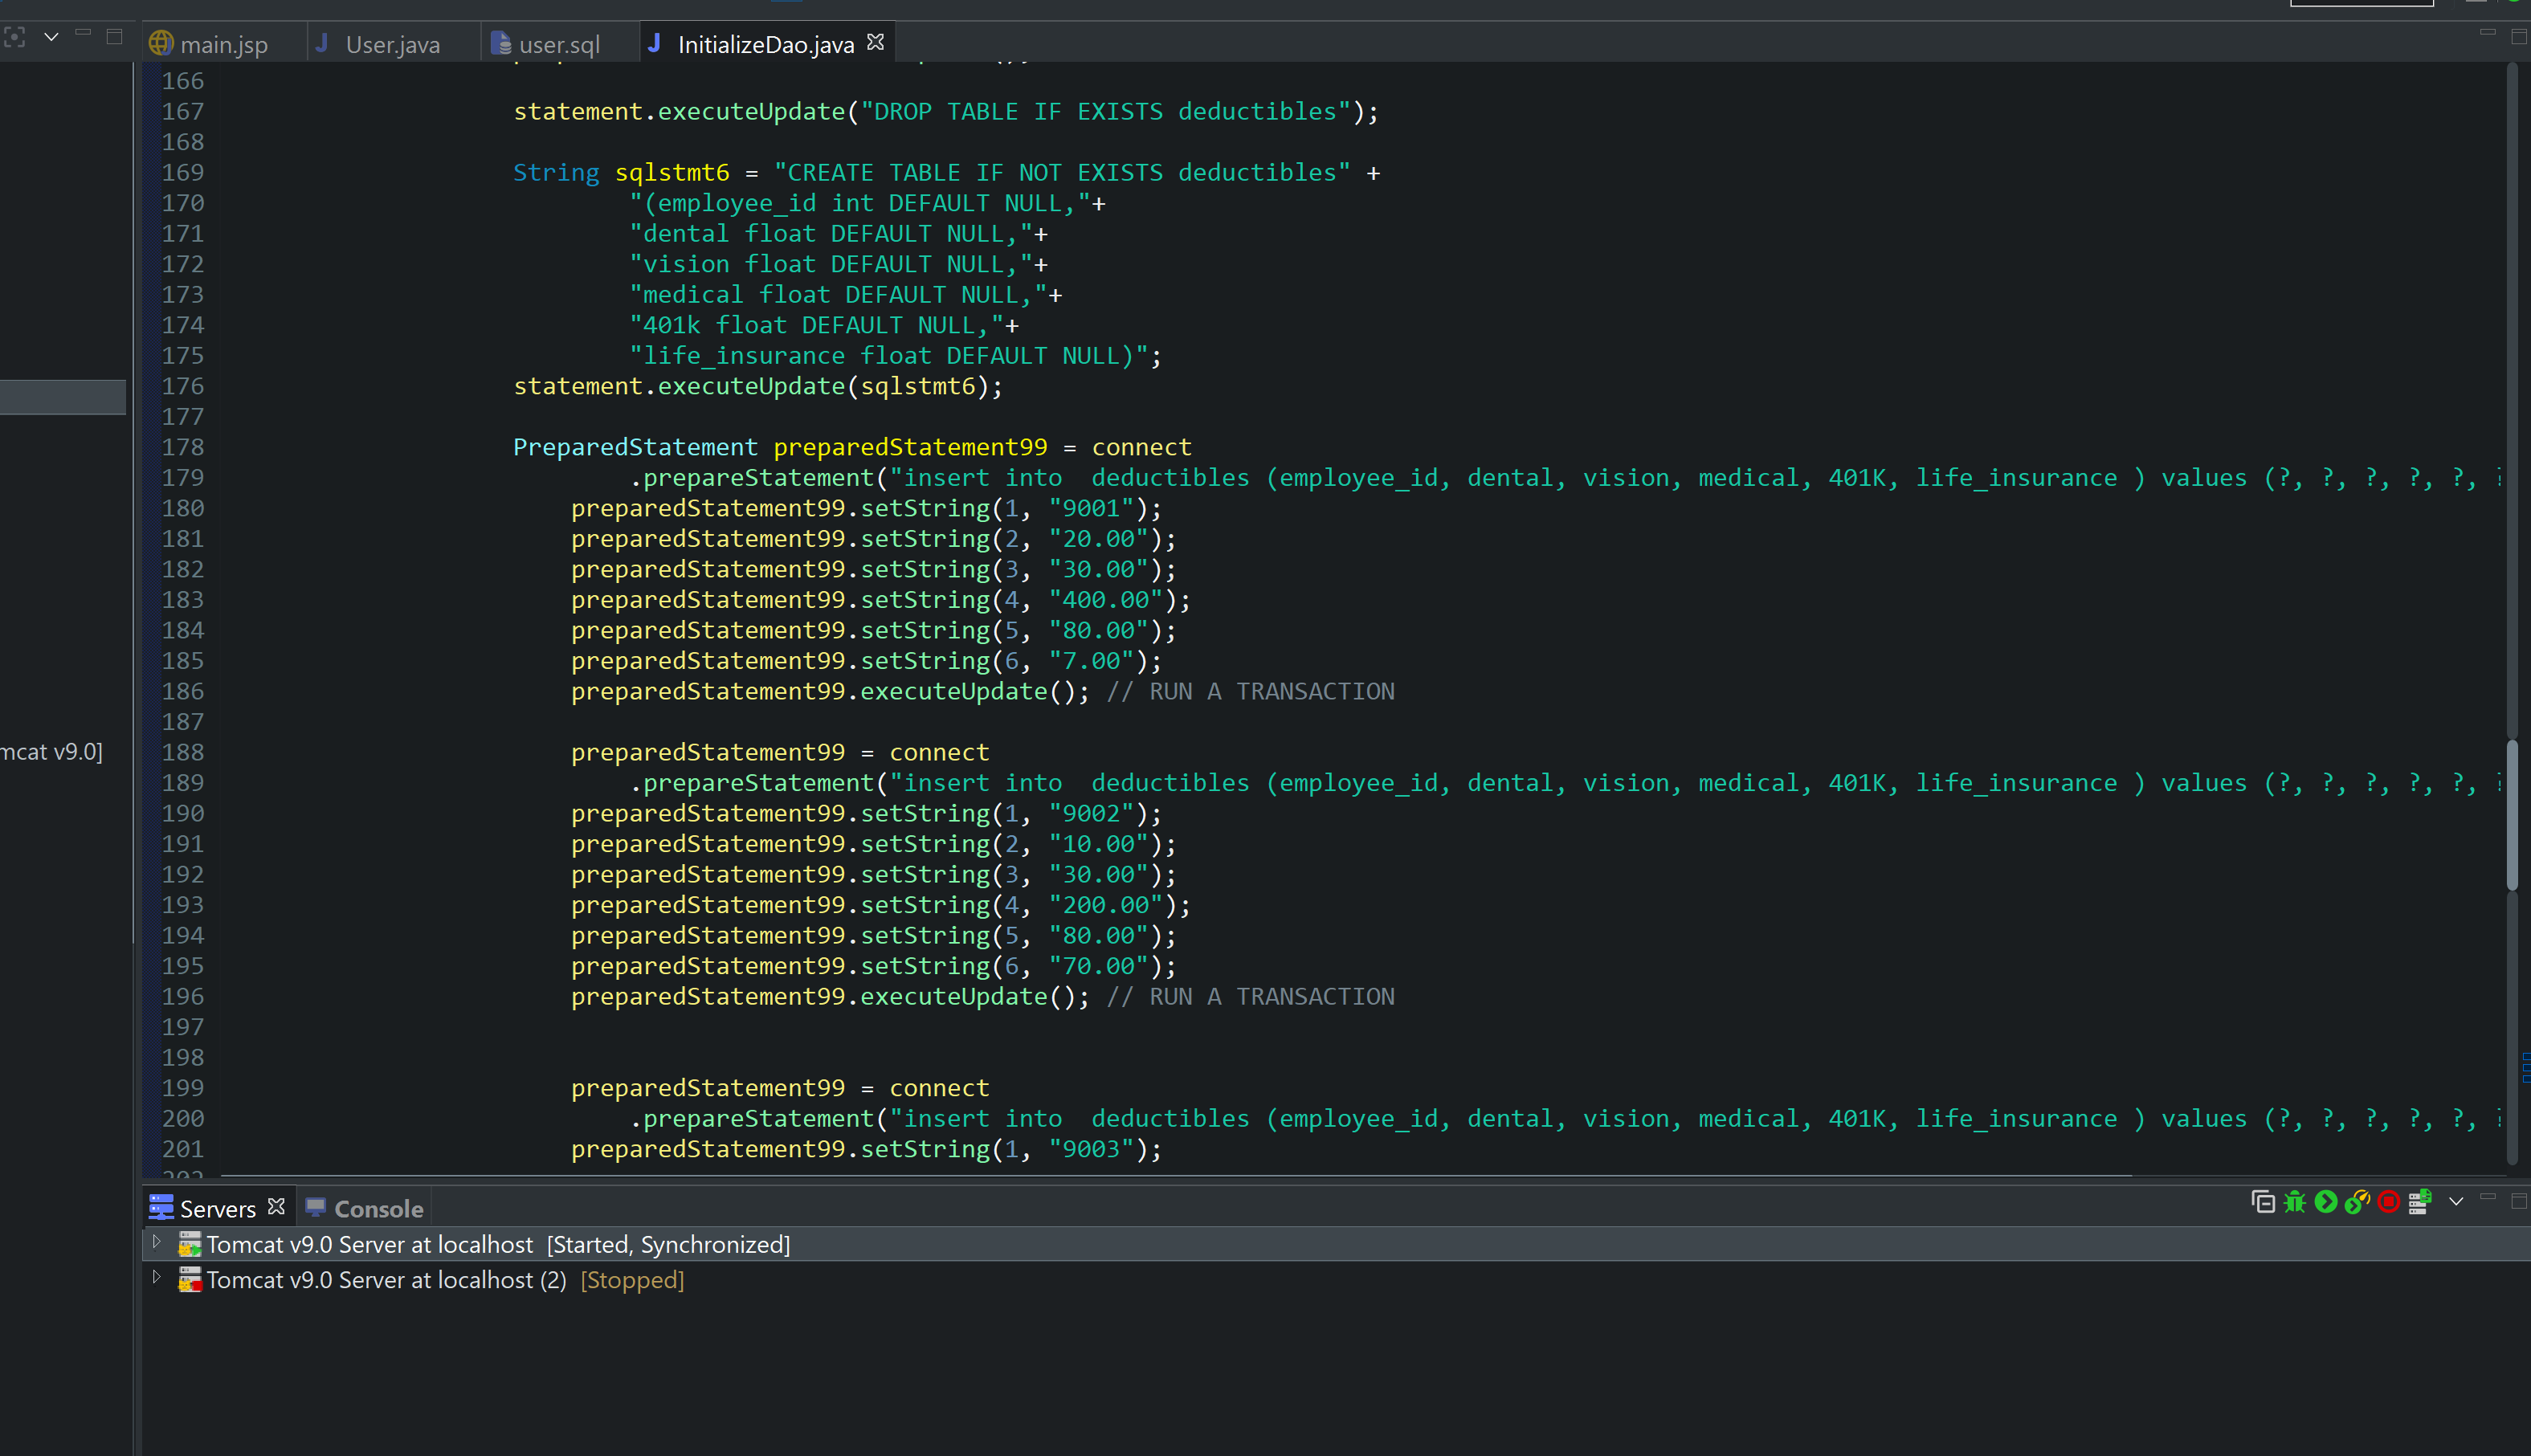 main.jsp
User.java
user.sql
InitializeDao.java
166
167 statement.executeUpdate("DROP TABLE IF EXISTS deductibles");
168
169 String sqlstmt6 = "CREATE TABLE IF NOT EXISTS deductibles" +
170 "(employee_id int DEFAULT NULL,"+
171 "dental float DEFAULT NULL,"+
172 "vision float DEFAULT NULL,"+
173 "medical float DEFAULT NULL,"+
174 "401k float DEFAULT NULL,"+
175 "life_insurance float DEFAULT NULL)";
176 statement.executeUpdate(sqlstmt6);
177
178 PreparedStatement preparedStatement99 = connect
179 .prepareStatement("insert into  deductibles (employee_id, dental, vision, medical, 401K, life_insurance ) values (?, ?, ?, ?, ?,
180 preparedStatement99.setString(1, "9001");
181 preparedStatement99.setString(2, "20.00");
182 preparedStatement99.setString(3, "30.00");
183 preparedStatement99.setString(4, "400.00");
184 preparedStatement99.setString(5, "80.00");
185 preparedStatement99.setString(6, "7.00");
186 preparedStatement99.executeUpdate(); // RUN A TRANSACTION
187
188 preparedStatement99 = connect
189 .prepareStatement("insert into  deductibles (employee_id, dental, vision, medical, 401K, life_insurance ) values (?, ?, ?, ?, ?,
190 preparedStatement99.setString(1, "9002");
191 preparedStatement99.setString(2, "10.00");
192 preparedStatement99.setString(3, "30.00");
193 preparedStatement99.setString(4, "200.00");
194 preparedStatement99.setString(5, "80.00");
195 preparedStatement99.setString(6, "70.00");
196 preparedStatement99.executeUpdate(); // RUN A TRANSACTION
197
198
199 preparedStatement99 = connect
200 .prepareStatement("insert into  deductibles (employee_id, dental, vision, medical, 401K, life_insurance ) values (?, ?, ?, ?, ?,
201 preparedStatement99.setString(1, "9003");
mcat v9.0]
Servers
Console
Tomcat v9.0 Server at localhost [Started, Synchronized]
Tomcat v9.0 Server at localhost (2) [Stopped]